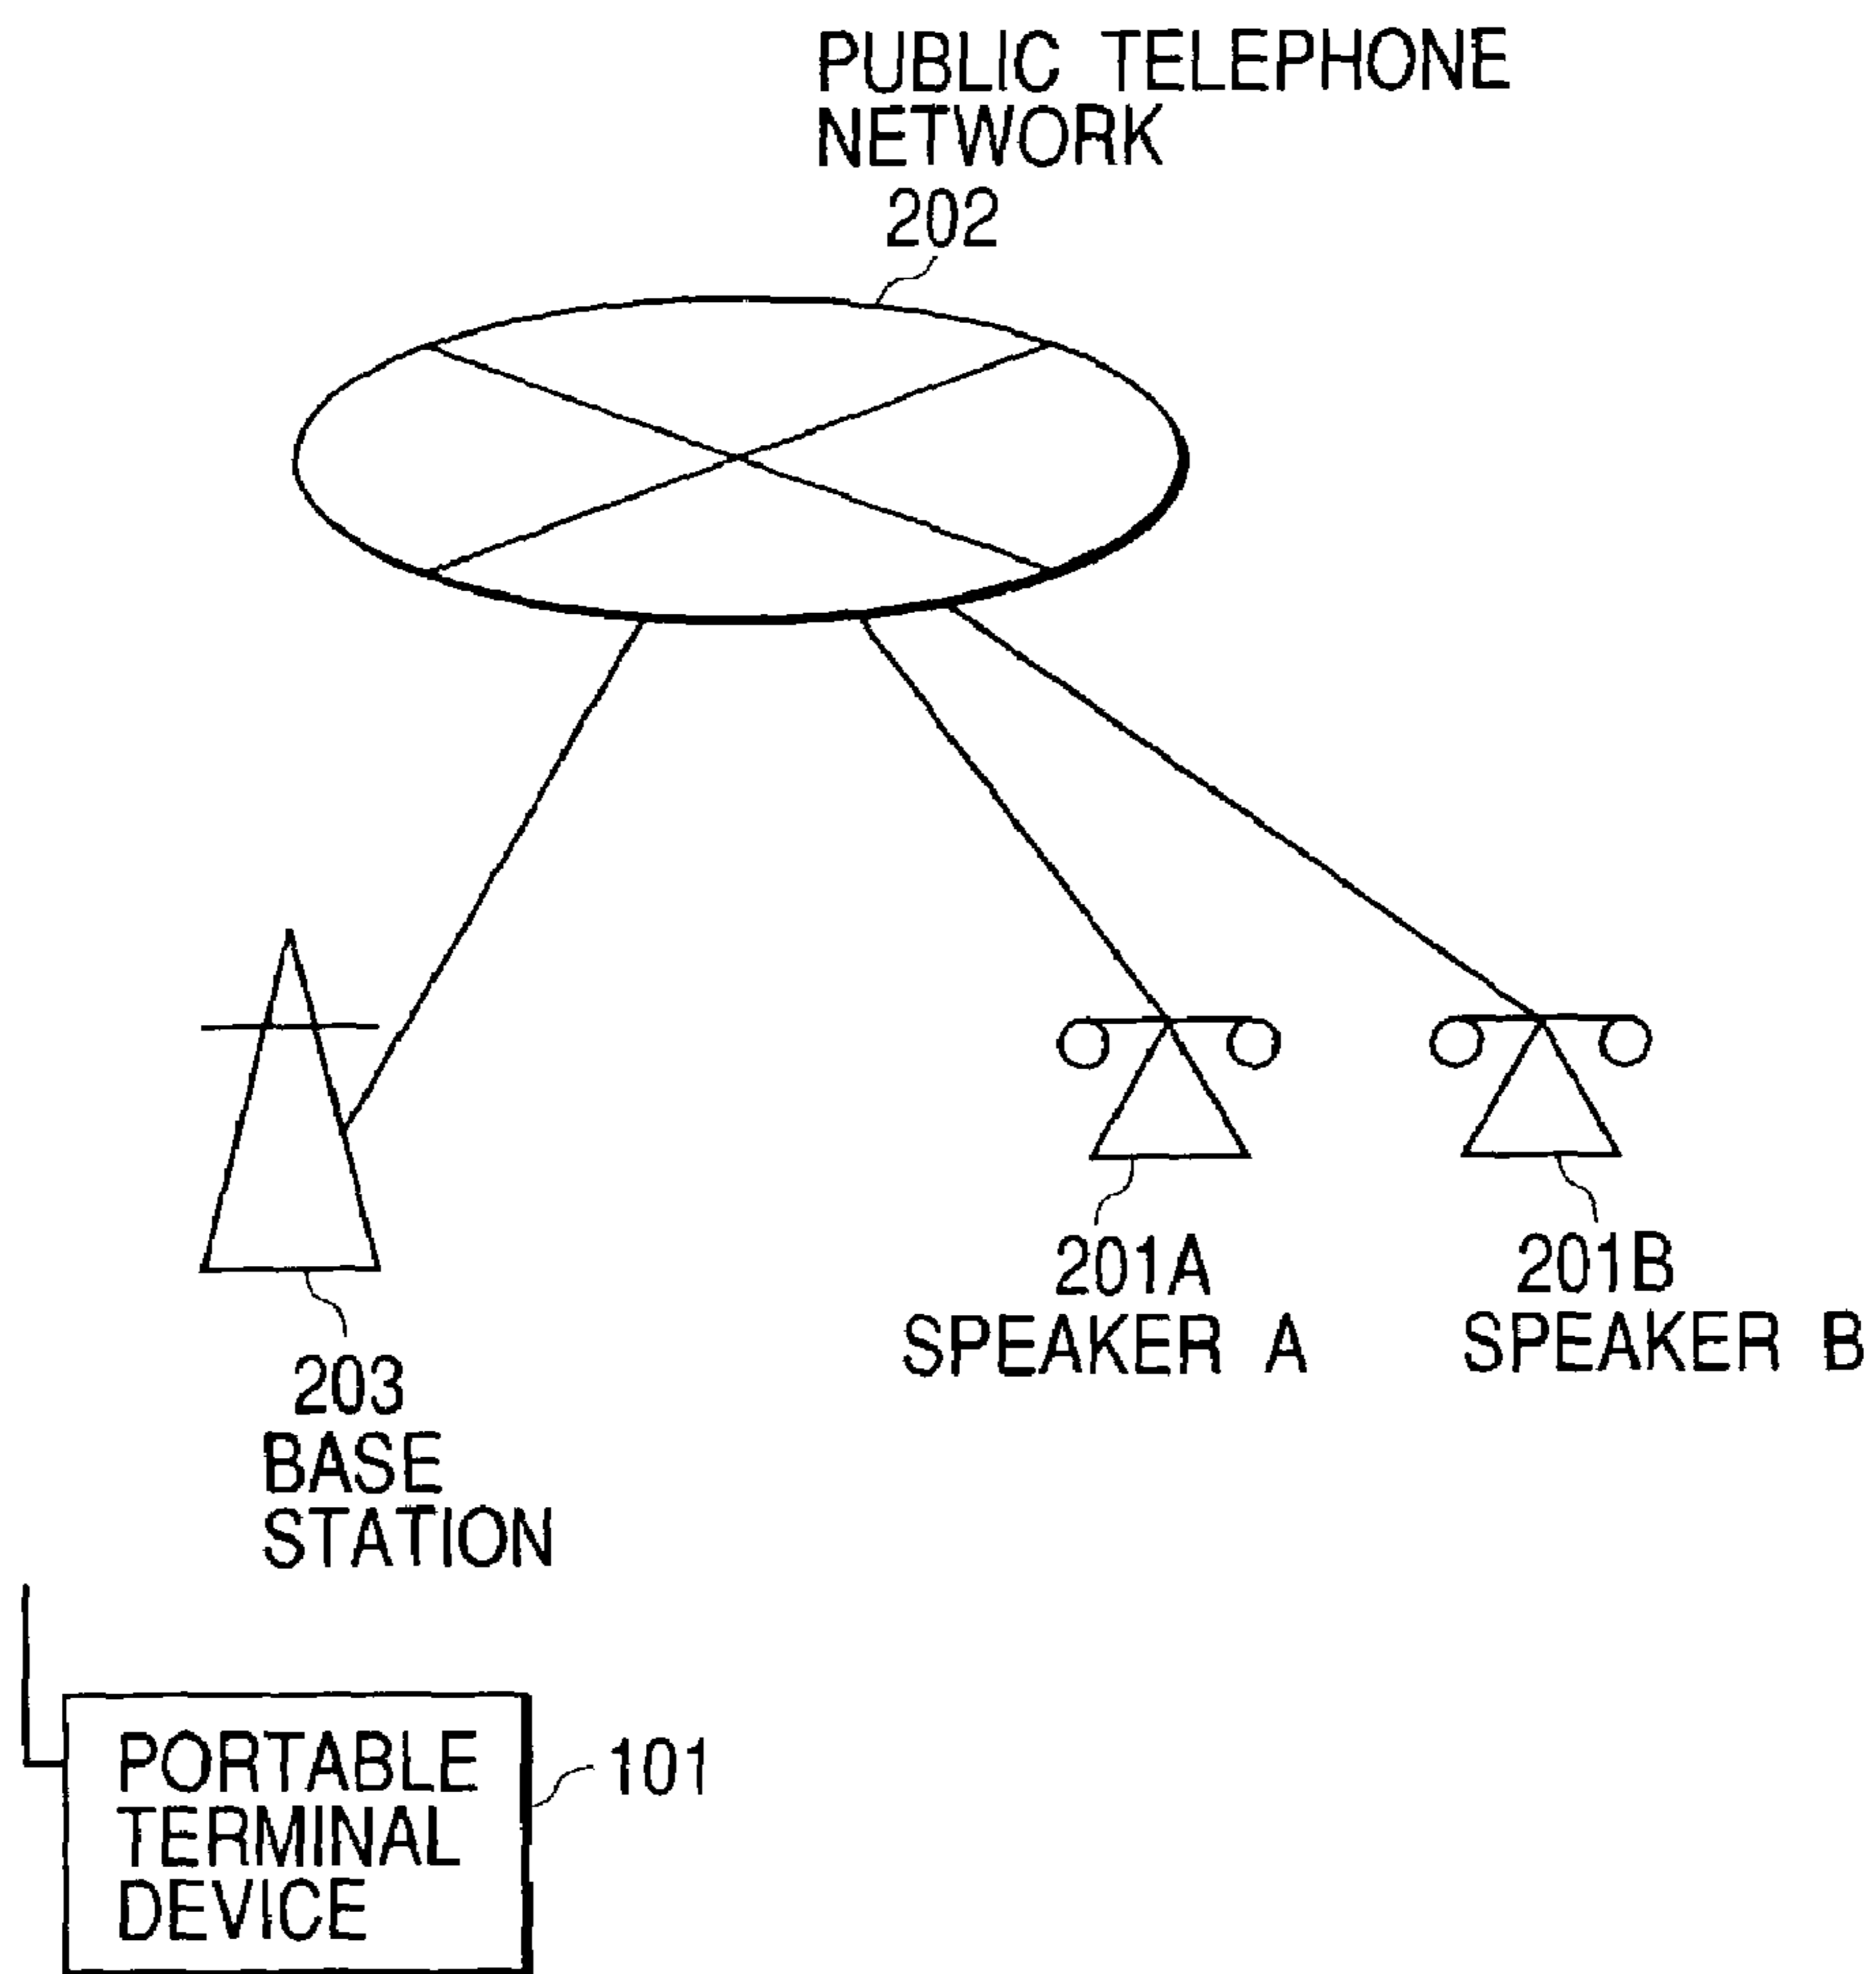 PUBLIC TELEPHONE
NETWORK
202
201A
SPEAKER A
201B
SPEAKER B
203
BASE
STATION
PORTABLE
TERMINAL
DEVICE
101